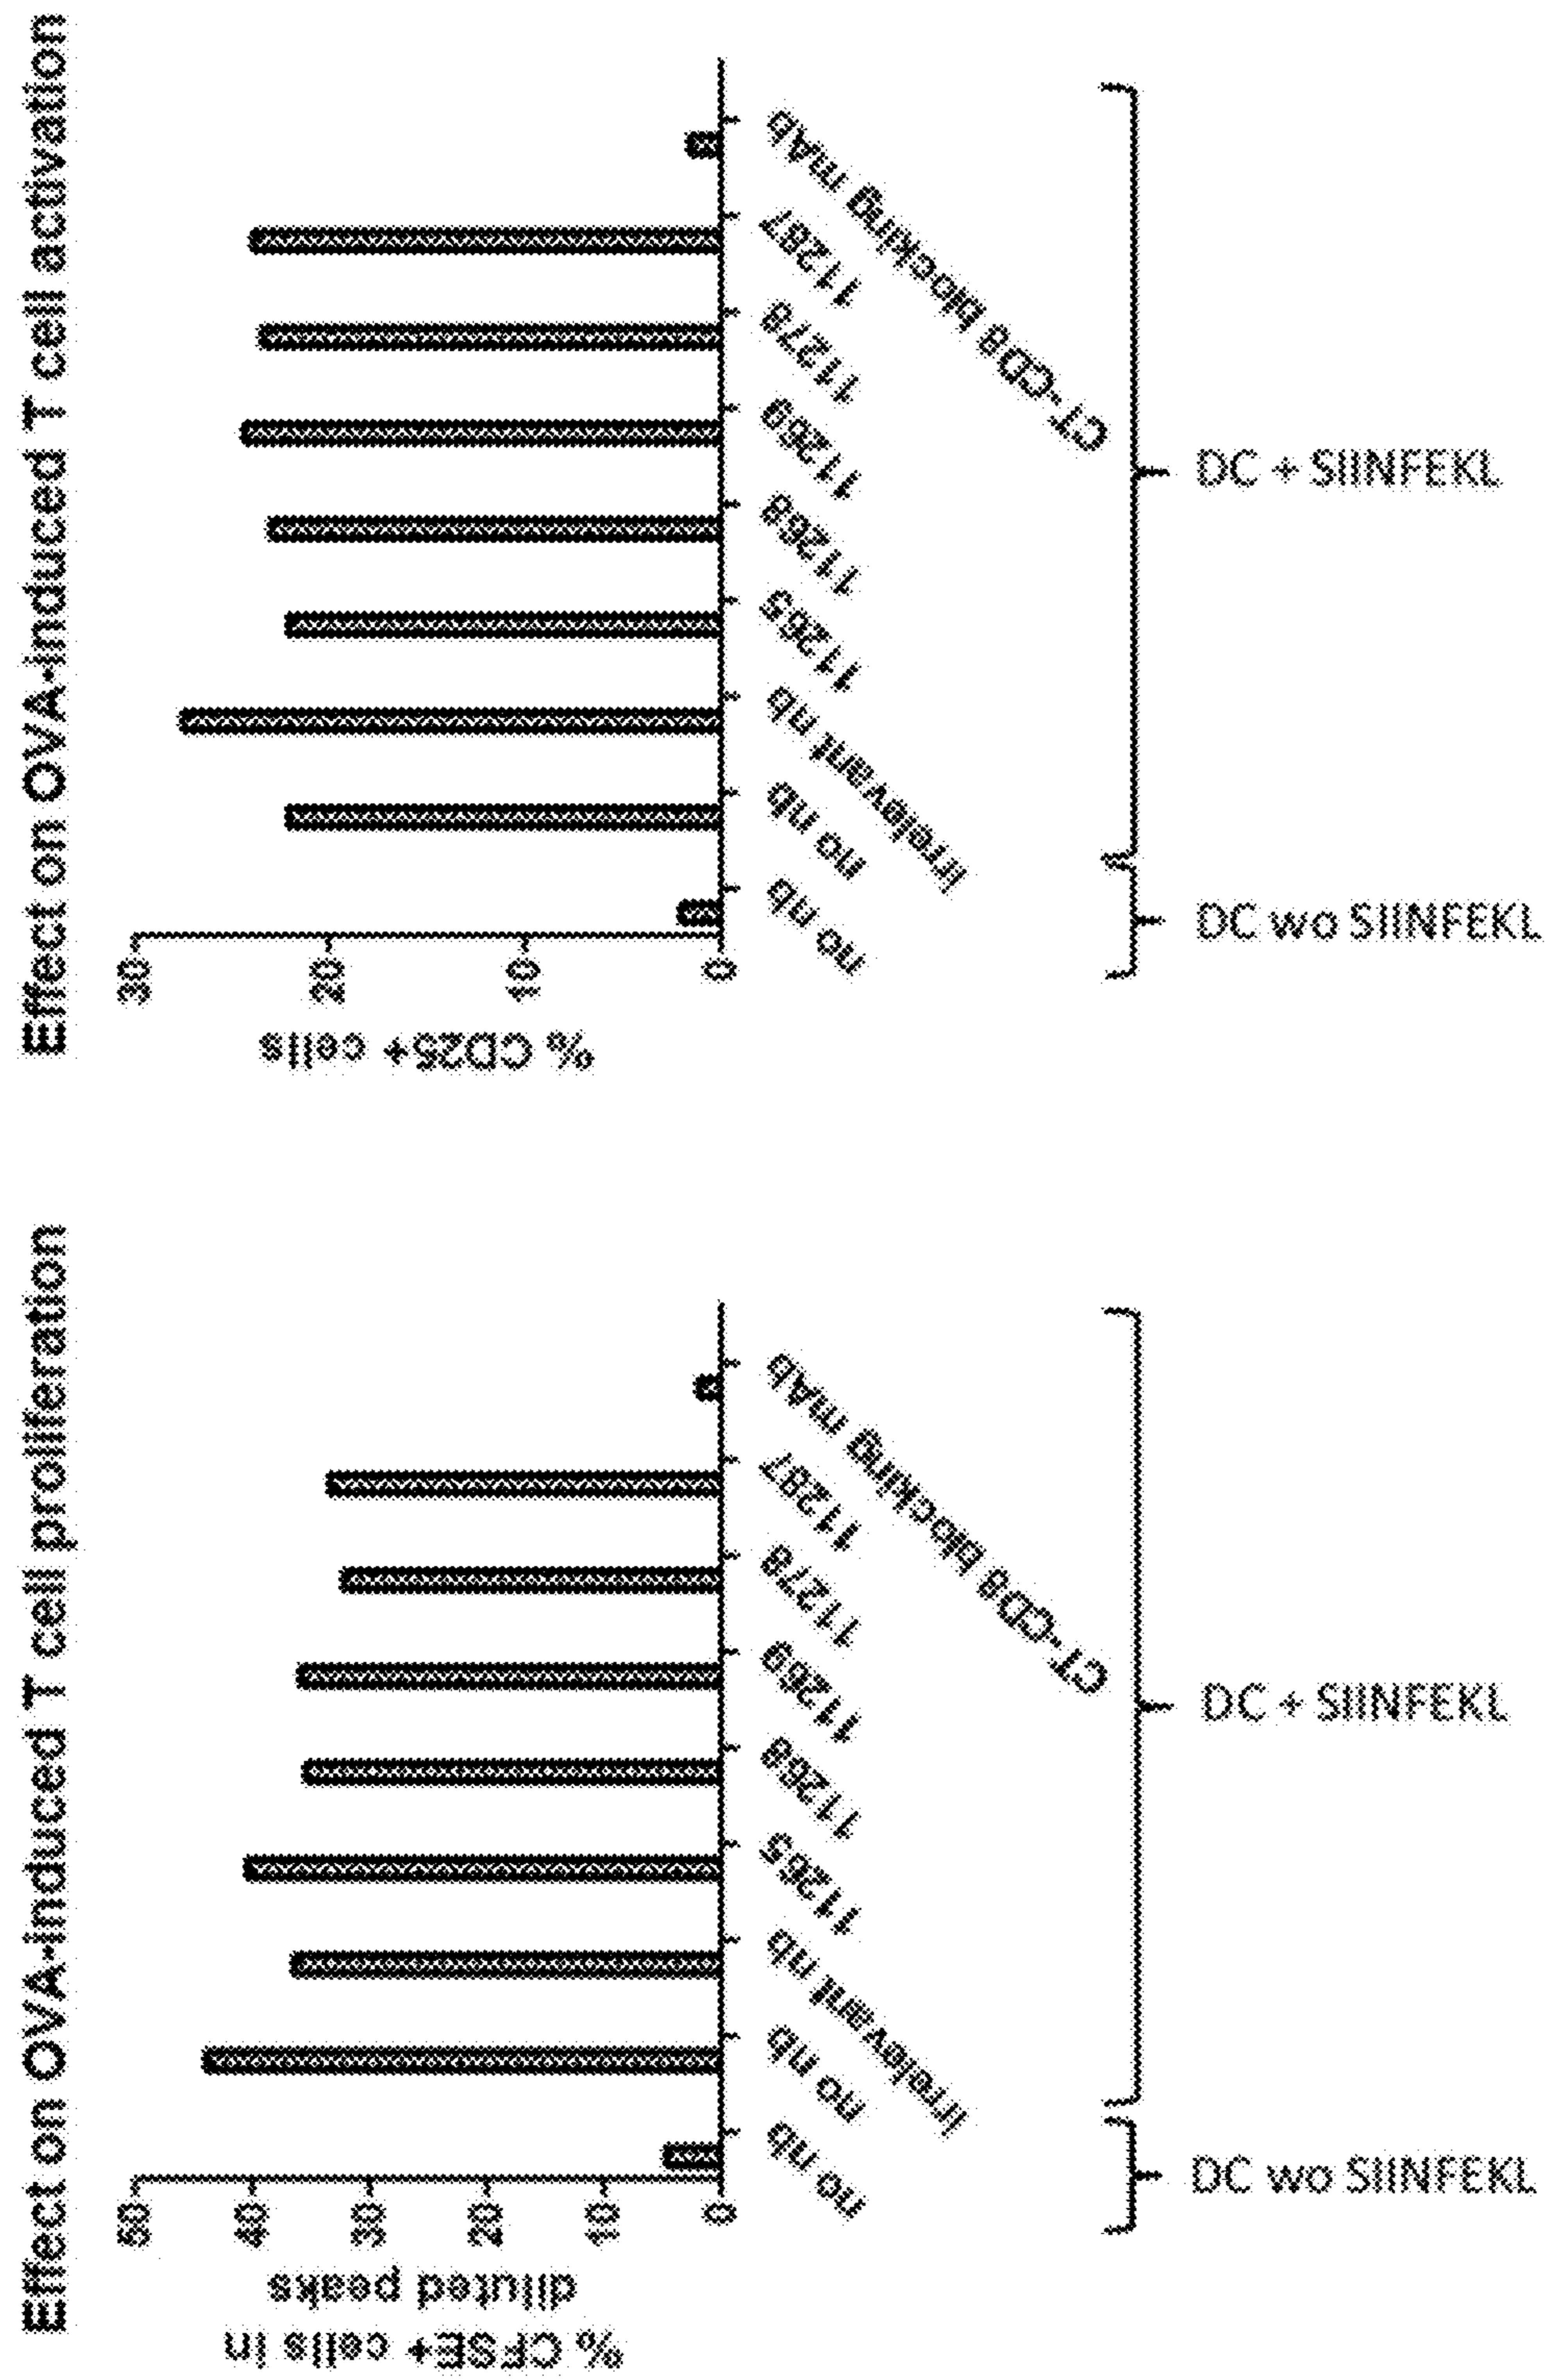 Effect on OVA-induced T cell proliferation
% CFSE+ cells in
diluted peaks
50
40
30
20
10
0
no nb
no nb
irrelevant nb
11265
11268
11269
11278
11287
CT-CD8 blocking mAb
DC wo SIINFEKL
DC + SIINFEKL
Effect on OVA-induced T cell activation
% CD25+ cells
30
20
10
0
no nb
no nb
irrelevant nb
11265
11268
11269
11278
11287
CT-CD8 blocking mAb
DC wo SIINFEKL
DC + SIINFEKL